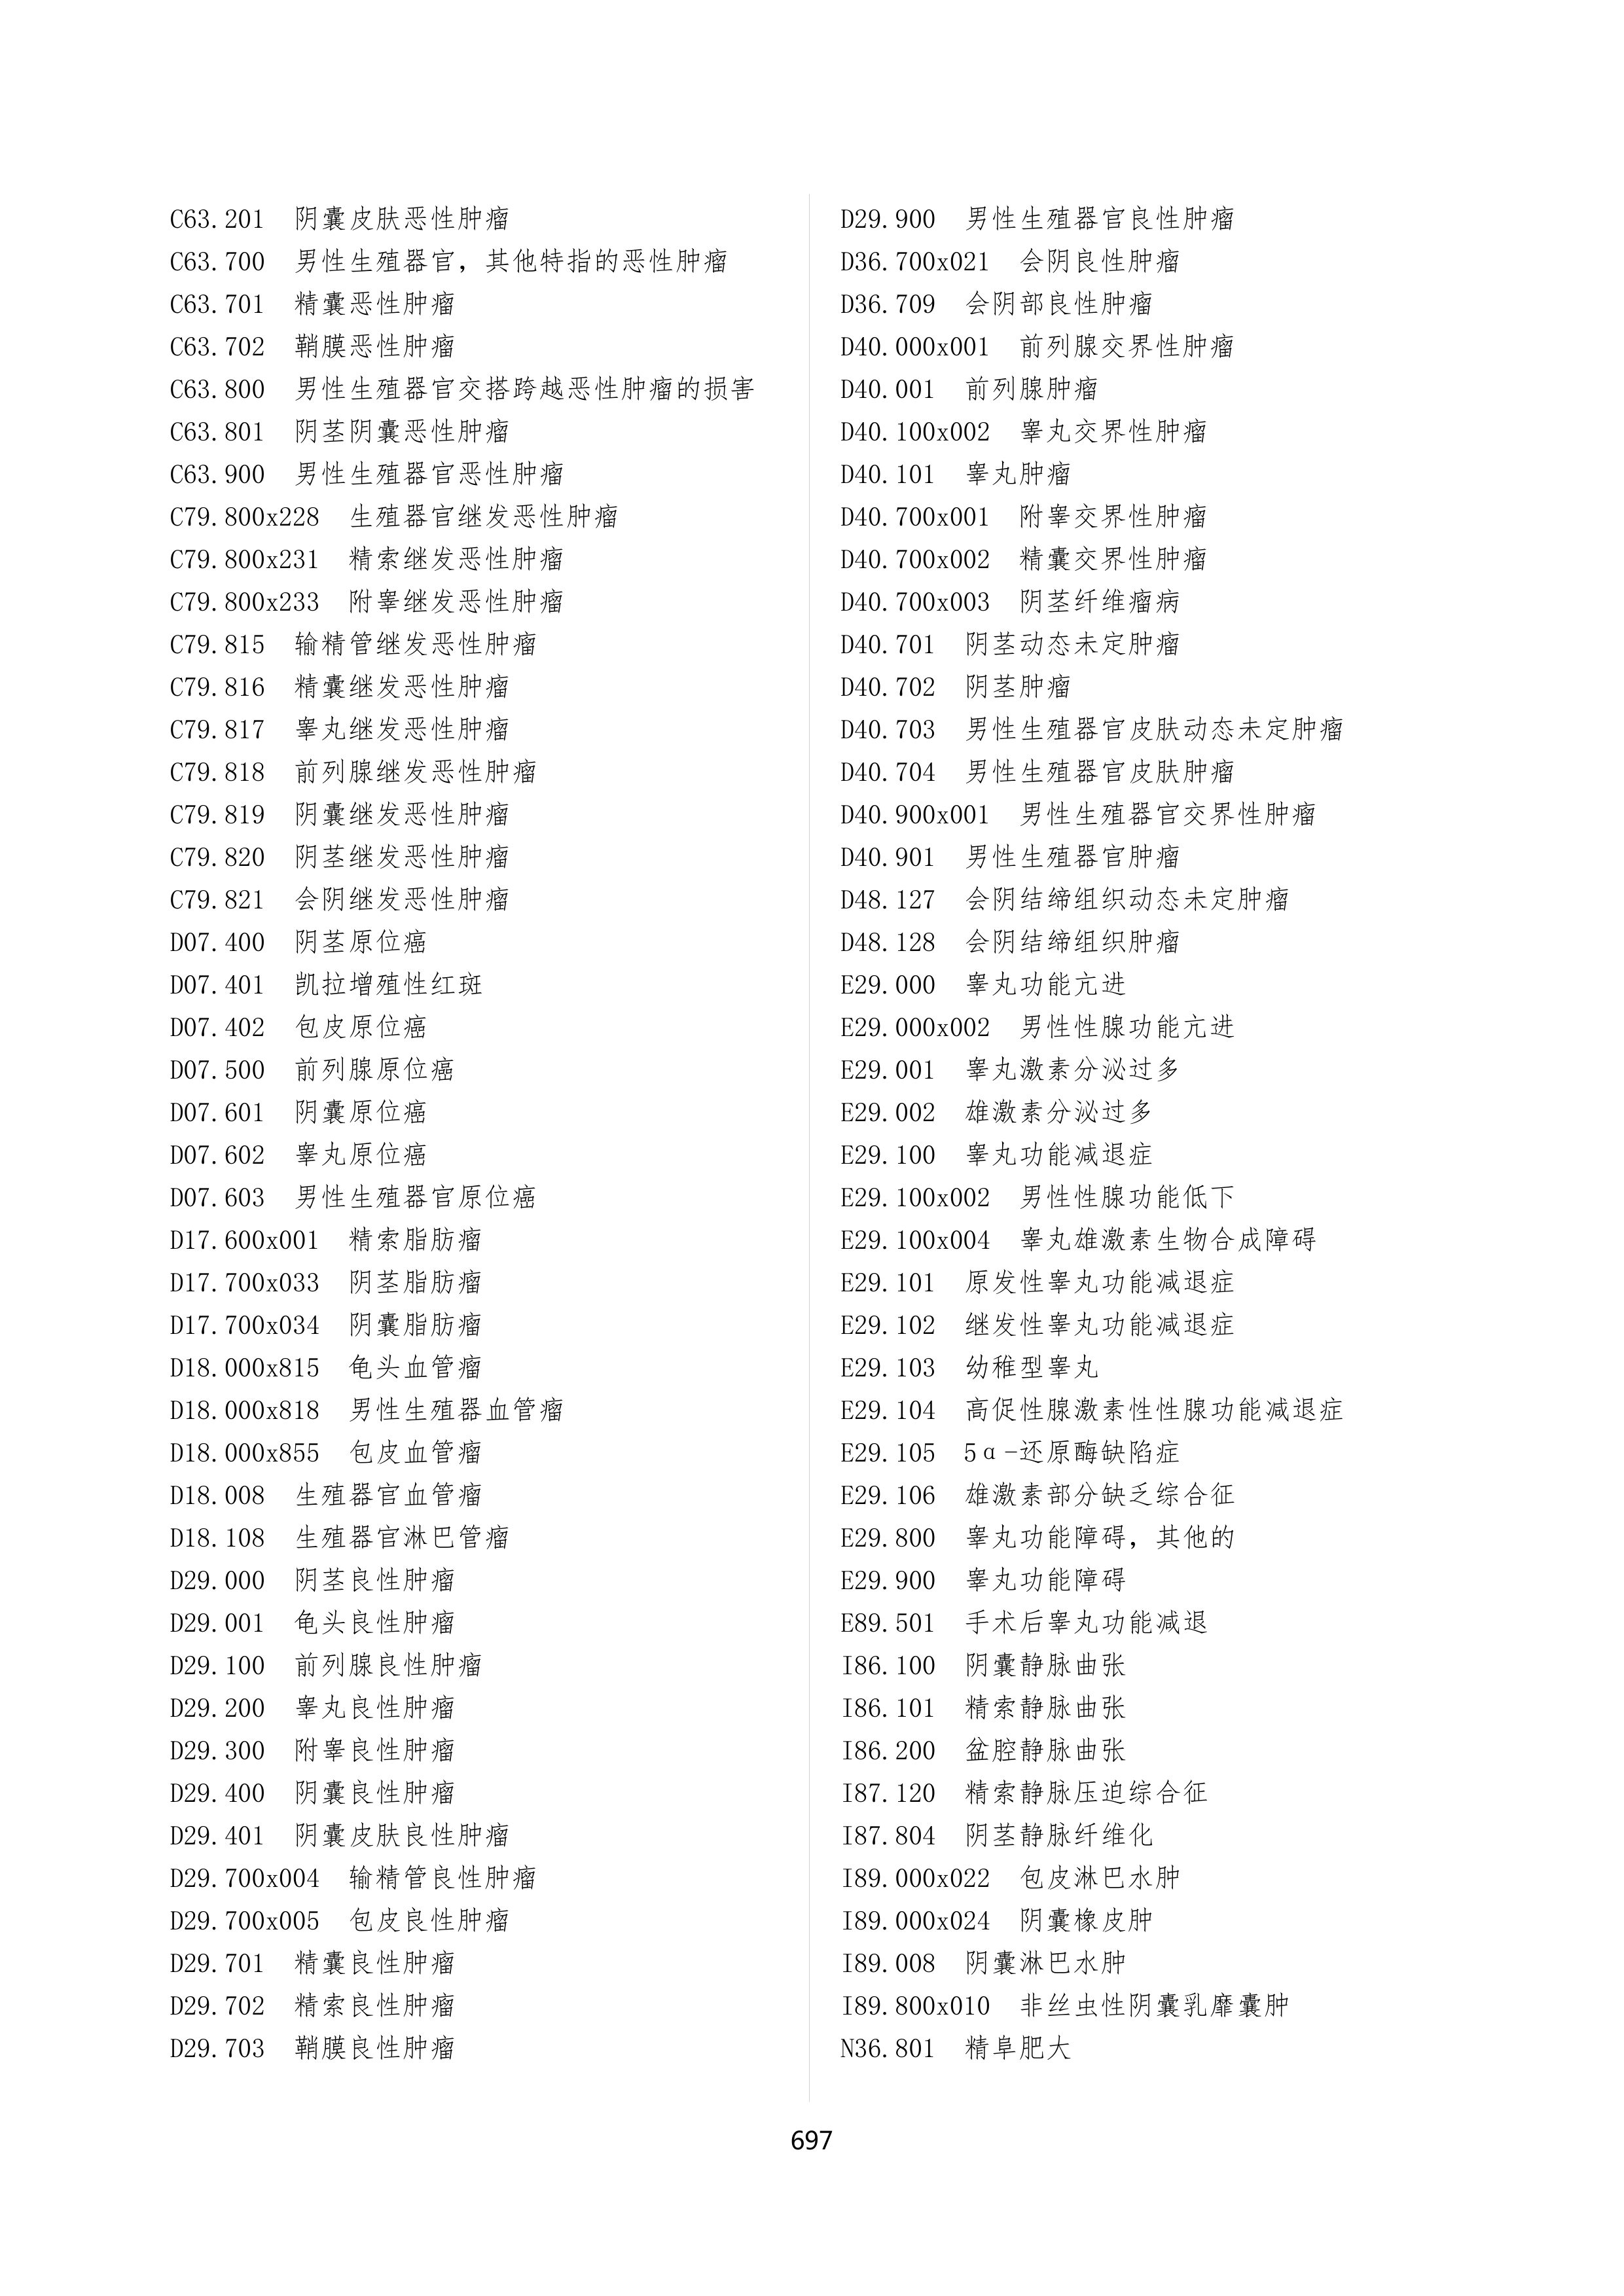 C63.201 阴囊皮肤恶性肿瘤
C63.700 男性生殖器官，其他特指的恶性肿瘤
C63.701 精囊恶性肿瘤
C63.702 鞘膜恶性肿瘤
C63.800 男性生殖器官交搭跨越恶性肿瘤的损害
C63.801 阴茎阴囊恶性肿瘤
C63.900 男性生殖器官恶性肿瘤
C79.800x228 生殖器官继发恶性肿瘤
C79.800x231 精索继发恶性肿瘤
C79.800x233 附睾继发恶性肿瘤
C79.815 输精管继发恶性肿瘤
C79.816 精囊继发恶性肿瘤
C79.817 睾丸继发恶性肿瘤
C79.818 前列腺继发恶性肿瘤
C79.819 阴囊继发恶性肿瘤
C79.820 阴茎继发恶性肿瘤
C79.821 会阴继发恶性肿瘤
D07.400 阴茎原位癌
D07.401 凯拉增殖性红斑
D07.402 包皮原位癌
D07.500 前列腺原位癌
D07.601 阴囊原位癌
D07.602 睾丸原位癌
D07.603 男性生殖器官原位癌
D17.600x001 精索脂肪瘤
D17.700x033 阴茎脂肪瘤
D17.700x034 阴囊脂肪瘤
D18.000x815 龟头血管瘤
D18.000x818 男性生殖器血管瘤
D18.000x855 包皮血管瘤
D18.008 生殖器官血管瘤
D18.108 生殖器官淋巴管瘤
D29.000 阴茎良性肿瘤
D29.001 龟头良性肿瘤
D29.100 前列腺良性肿瘤
D29.200 睾丸良性肿瘤
D29.300 附睾良性肿瘤
D29.400 阴囊良性肿瘤
D29.401 阴囊皮肤良性肿瘤
D29.700x004 输精管良性肿瘤
D29.700x005 包皮良性肿瘤
D29.701 精囊良性肿瘤
D29.702 精索良性肿瘤
D29.703 鞘膜良性肿瘤
D29.900 男性生殖器官良性肿瘤
D36.700x021 会阴良性肿瘤
D36.709 会阴部良性肿瘤
D40.000x001 前列腺交界性肿瘤
D40.001 前列腺肿瘤
D40.100x002 睾丸交界性肿瘤
D40.101 睾丸肿瘤
D40.700x001 附睾交界性肿瘤
D40.700x002 精囊交界性肿瘤
D40.700x003 阴茎纤维瘤病
D40.701 阴茎动态未定肿瘤
D40.702 阴茎肿瘤
D40.703 男性生殖器官皮肤动态未定肿瘤
D40.704 男性生殖器官皮肤肿瘤
D40.900x001 男性生殖器官交界性肿瘤
D40.901 男性生殖器官肿瘤
D48.127 会阴结缔组织动态未定肿瘤
D48.128 会阴结缔组织肿瘤
E29.000 睾丸功能亢进
E29.000x002 男性性腺功能亢进
E29.001 睾丸激素分泌过多
E29.002 雄激素分泌过多
E29.100 睾丸功能减退症
E29.100x002 男性性腺功能低下
E29.100x004 睾丸雄激素生物合成障碍
E29.101 原发性睾丸功能减退症
E29.102 继发性睾丸功能减退症
E29.103 幼稚型睾丸
E29.104 高促性腺激素性性腺功能减退症
E29.105 5α-还原酶缺陷症
E29.106 雄激素部分缺乏综合征
E29.800 睾丸功能障碍，其他的
E29.900 睾丸功能障碍
E89.501 手术后睾丸功能减退
I86.100 阴囊静脉曲张
I86.101 精索静脉曲张
I86.200 盆腔静脉曲张
I87.120 精索静脉压迫综合征
I87.804 阴茎静脉纤维化
I89.000x022 包皮淋巴水肿
I89.000x024 阴囊橡皮肿
I89.008 阴囊淋巴水肿
I89.800x010 非丝虫性阴囊乳靡囊肿
N36.801 精阜肥大
697